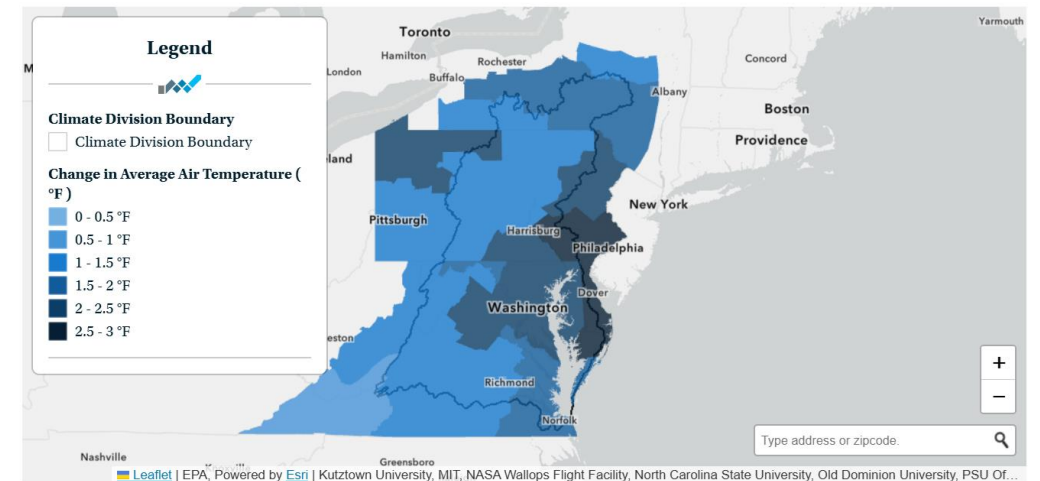 Legend
Climate Division Boundary
Climate Division Boundary
Change in Average Air Temperature (
°F )
0 - 0.5 °F
0.5 - 1 °F
1 - 1.5 °F
1.5 - 2 °F
2 - 2.5 °F
2.5 - 3 °F
M
Toronto
Hamilton
Rochester
London
Buffalo
Yarmouth
Concord
Albany
Boston
Providence
land
New York
Pittsburgh
Harrisburg
Philadelphia
Dover
Washington
eston
Richmond
Norfolk
Nashville
Greensboro
+
−
Type address or zipcode.
Leaflet | EPA, Powered by Esri | Kutztown University, MIT, NASA Wallops Flight Facility, North Carolina State University, Old Dominion University, PSU Of…